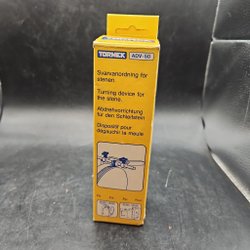 TORMEK
ADV-50
Svarvanordning för
stenen.
Turning device for
the stone.
Abdrehvorrichtung
für den Schleifstein
Dispositif pour
dégauchir la meule